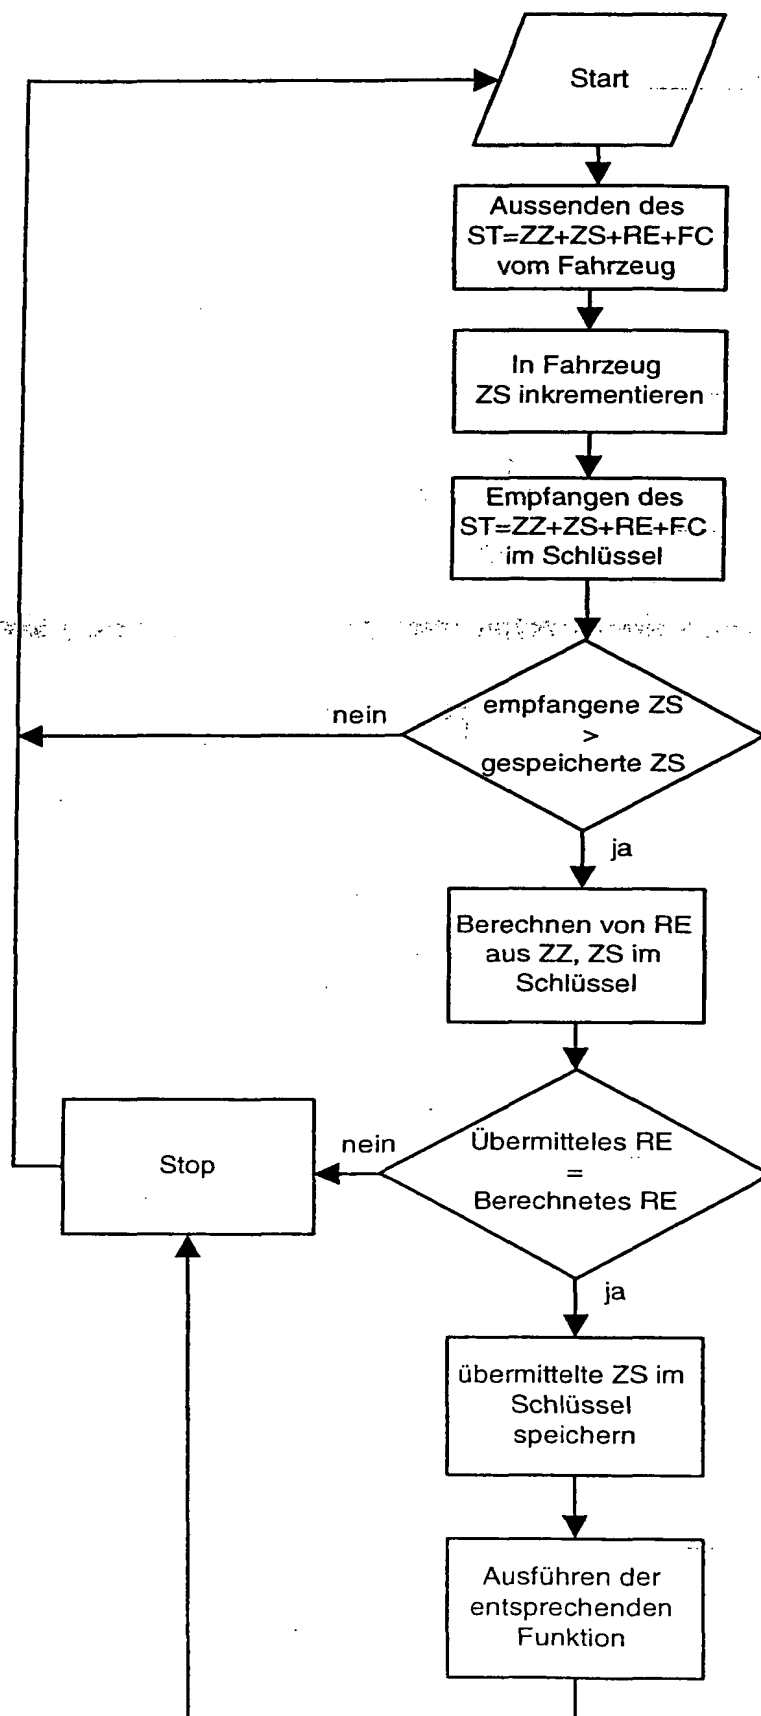 Start
Aussenden des
ST=ZZ+ZS+RE+FC
vom Fahrzeug
In Fahrzeug
ZS inkrementieren
Empfangen des
ST=ZZ+ZS+RE+FC
im Schlüssel
nein
empfangene ZS
>
gespeicherte ZS
ja
Berechnen von RE
aus ZZ, ZS im
Schlüssel
Stop
nein
Übermitteles RE
=
Berechnetes RE
ja
übermittelte ZS im
Schlüssel
speichern
Ausführen der
entsprechenden
Funktion